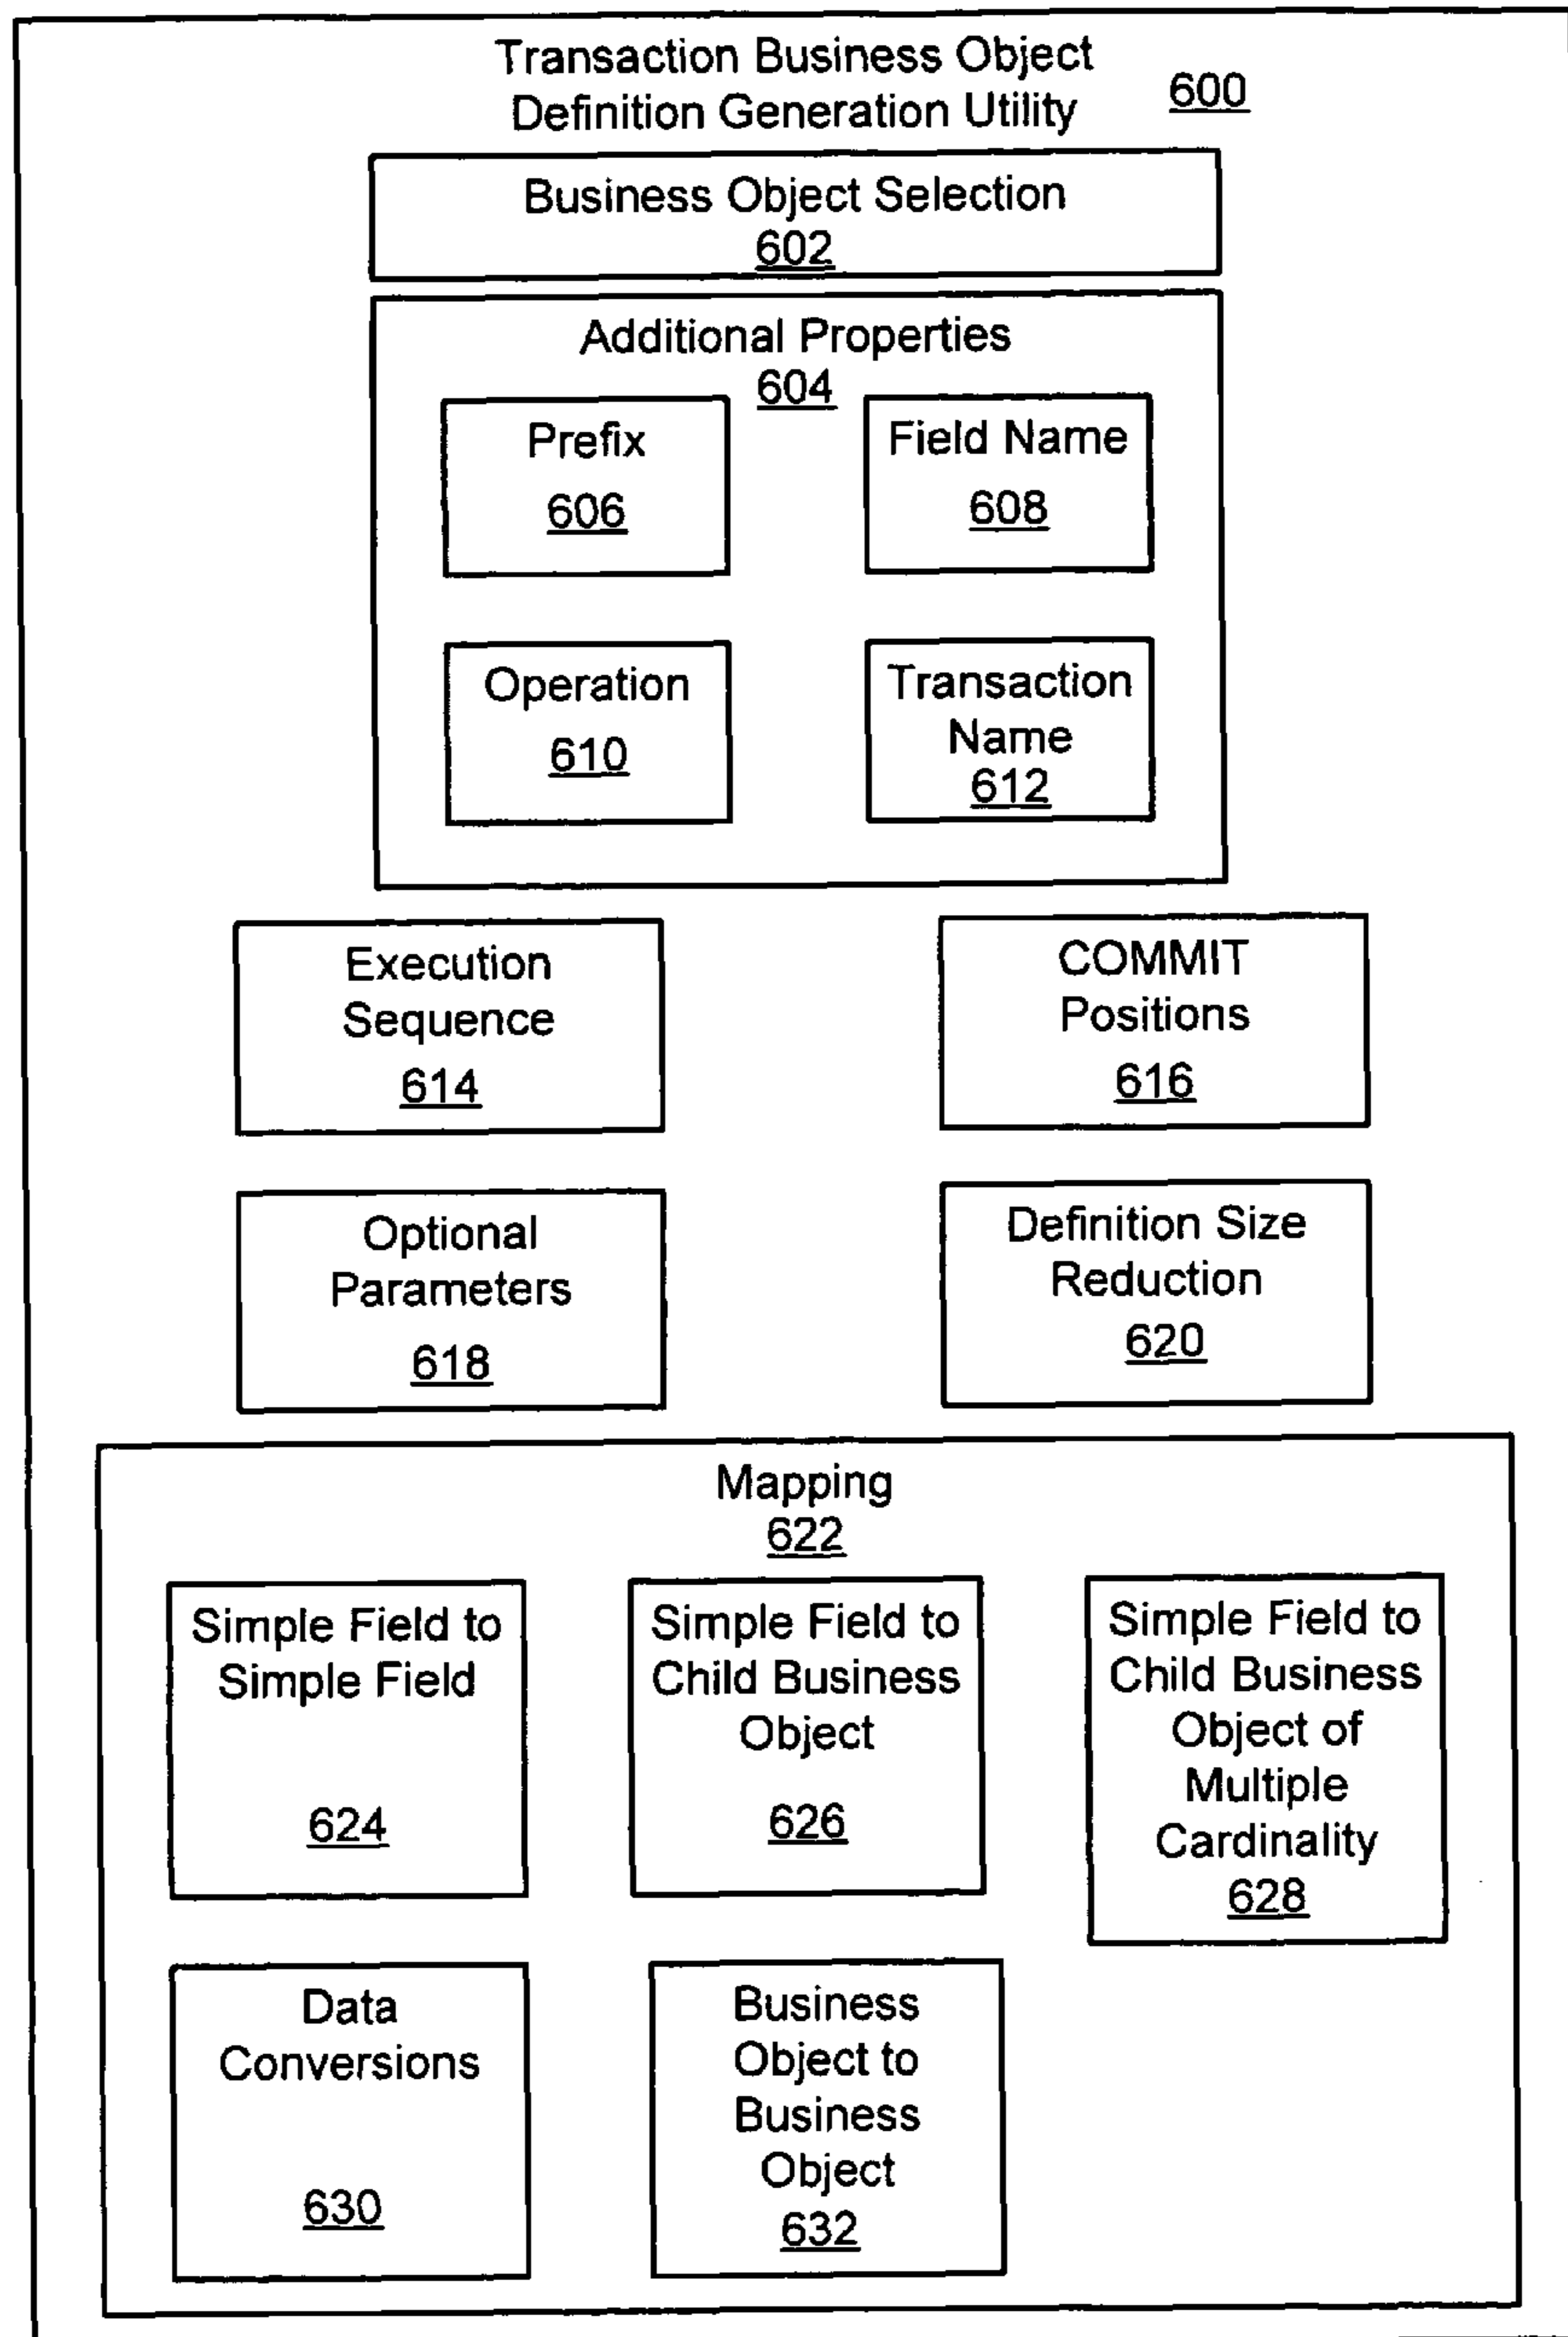 Transaction Business Object
Definition Generation Utility
600
Business Object Selection
602
Additional Properties
604
Prefix
606
Field Name
608
Operation
610
Transaction
Name
612
Execution
Sequence
614
COMMIT
Positions
616
Optional
Parameters
618
Definition Size
Reduction
620
Mapping
622
Simple Field to
Simple Field
624
Simple Field to
Child Business
Object
626
Simple Field to
Child Business
Object of
Multiple
Cardinality
628
Data
Conversions
630
Business
Object to
Business
Object
632